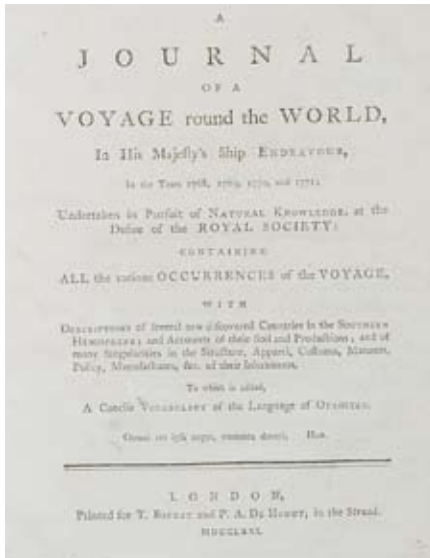 A
JOURNAL
OF A
VOYAGE round the WORLD,
In His Majeſty's Ship ENDEAVOUR,
In the Years 1768, 1769, 1770, and 1771;
Undertaken in Purſuit of NATURAL KNOWLEDGE, at the
Deſire of the ROYAL SOCIETY:
CONTAINING
ALL the various OCCURRENCES of the VOYAGE,
WITH
DESCRIPTIONS of ſeveral new diſcovered Countries in the SOUTHERN
HEMISPHERE; and Accounts of their Soil and Productions; and of
many Singularities in the Structure, Apparel, Cuſtoms, Manners,
Policy, Manufactures, &c. of their Inhabitants.
To which is added,
A Conciſe VOCABULARY of the Language of OTAHITEE.
HOR.
LONDON,
Printed for T. BECKET and P. A. DE HONDT, in the Strand.
MDCCLXXI.